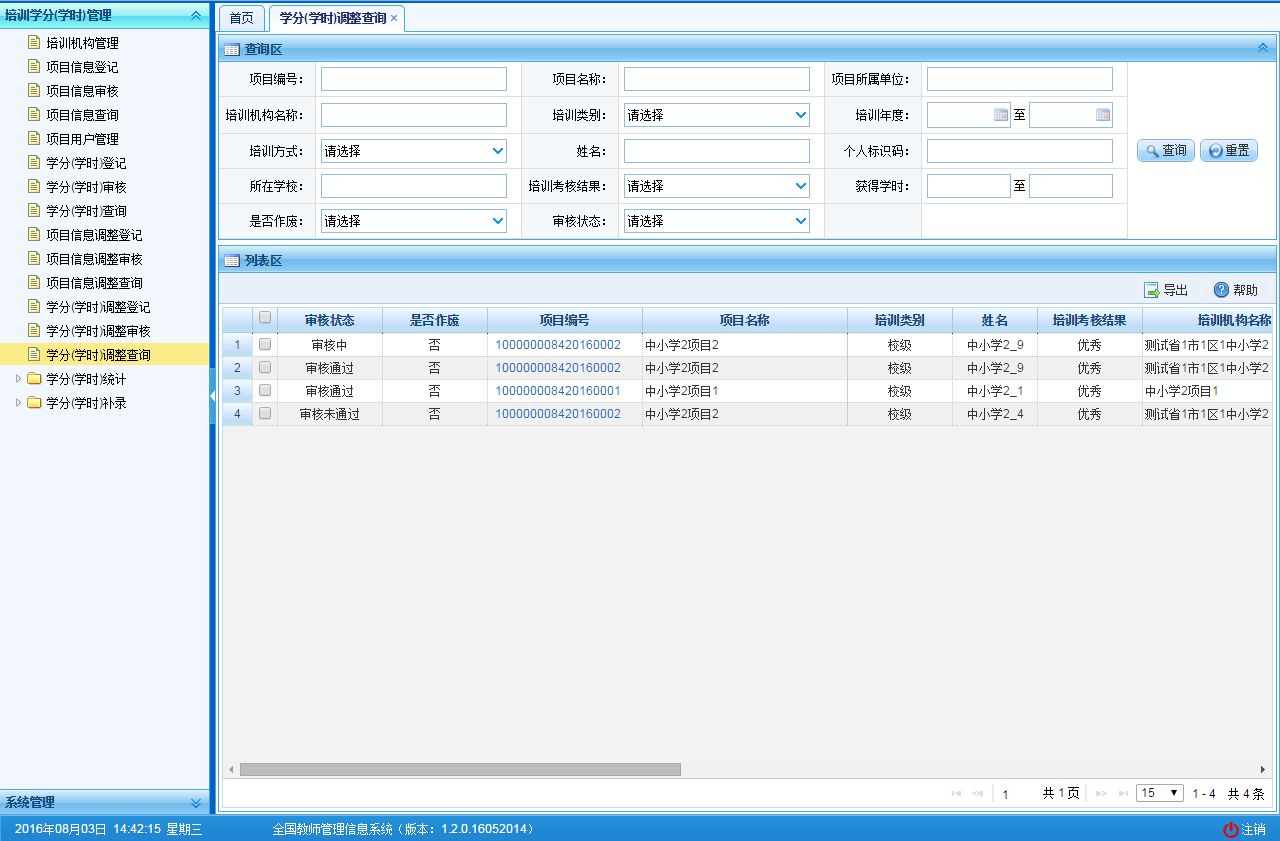 培训学分(学时)管理
培训机构管理
项目信息登记
项目信息审核
项目信息查询
项目用户管理
学分(学时)登记
学分(学时)审核
学分(学时)查询
项目信息调整登记
项目信息调整审核
项目信息调整查询
学分(学时)调整登记
学分(学时)调整审核
学分(学时)调整查询
学分(学时)统计
学分(学时)补录
系统管理
首页 学分(学时)调整查询 ×
查询区
项目编号： 项目名称： 项目所属单位：
培训机构名称： 培训类别： 请选择 培训年度： 至
培训方式： 请选择 姓名： 个人标识码： 查询 重置
所在学校： 培训考核结果： 请选择 获得学时： 至
是否作废： 请选择 审核状态： 请选择
列表区
导出 帮助
审核状态 是否作废 项目编号 项目名称 培训类别 姓名 培训考核结果 培训机构名称
1 审核中 否 100000008420160002 中小学2项目2 校级 中小学2_9 优秀 测试省1市1区1中小学2
2 审核通过 否 100000008420160002 中小学2项目2 校级 中小学2_9 优秀 测试省1市1区1中小学2
3 审核通过 否 100000008420160001 中小学2项目1 校级 中小学2_1 优秀 中小学2项目1
4 审核未通过 否 100000008420160002 中小学2项目2 校级 中小学2_4 优秀 测试省1市1区1中小学2
1 共 1 页 15 1 - 4 共 4 条
2016年08月03日 14:42:15 星期三 全国教师管理信息系统（版本：1.2.0.16052014） 注销